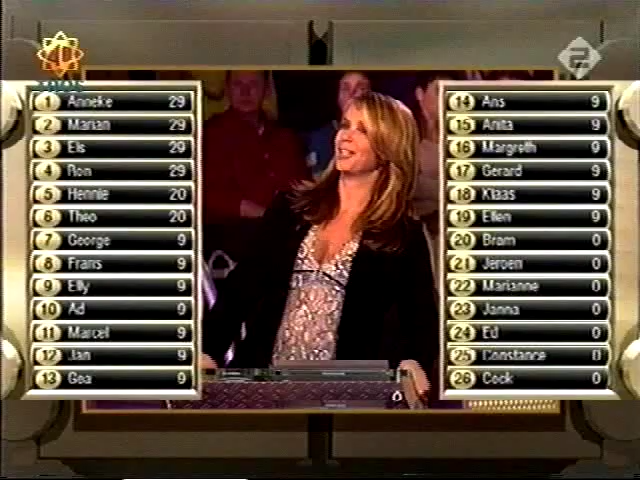 2
1 Anneke 29
2 Marian 29
3 Els 29
4 Ron 29
5 Hennie 20
6 Theo 20
7 George 9
8 Frans 9
9 Elly 9
10 Ad 9
11 Marcel 9
12 Jan 9
13 Gea 9
14 Ans 9
15 Anita 9
16 Margreth 9
17 Gerard 9
18 Klaas 9
19 Ellen 9
20 Bram 0
21 Jeroen 0
22 Marianne 0
23 Janna 0
24 Ed 0
25 Constance 0
26 Cock 0